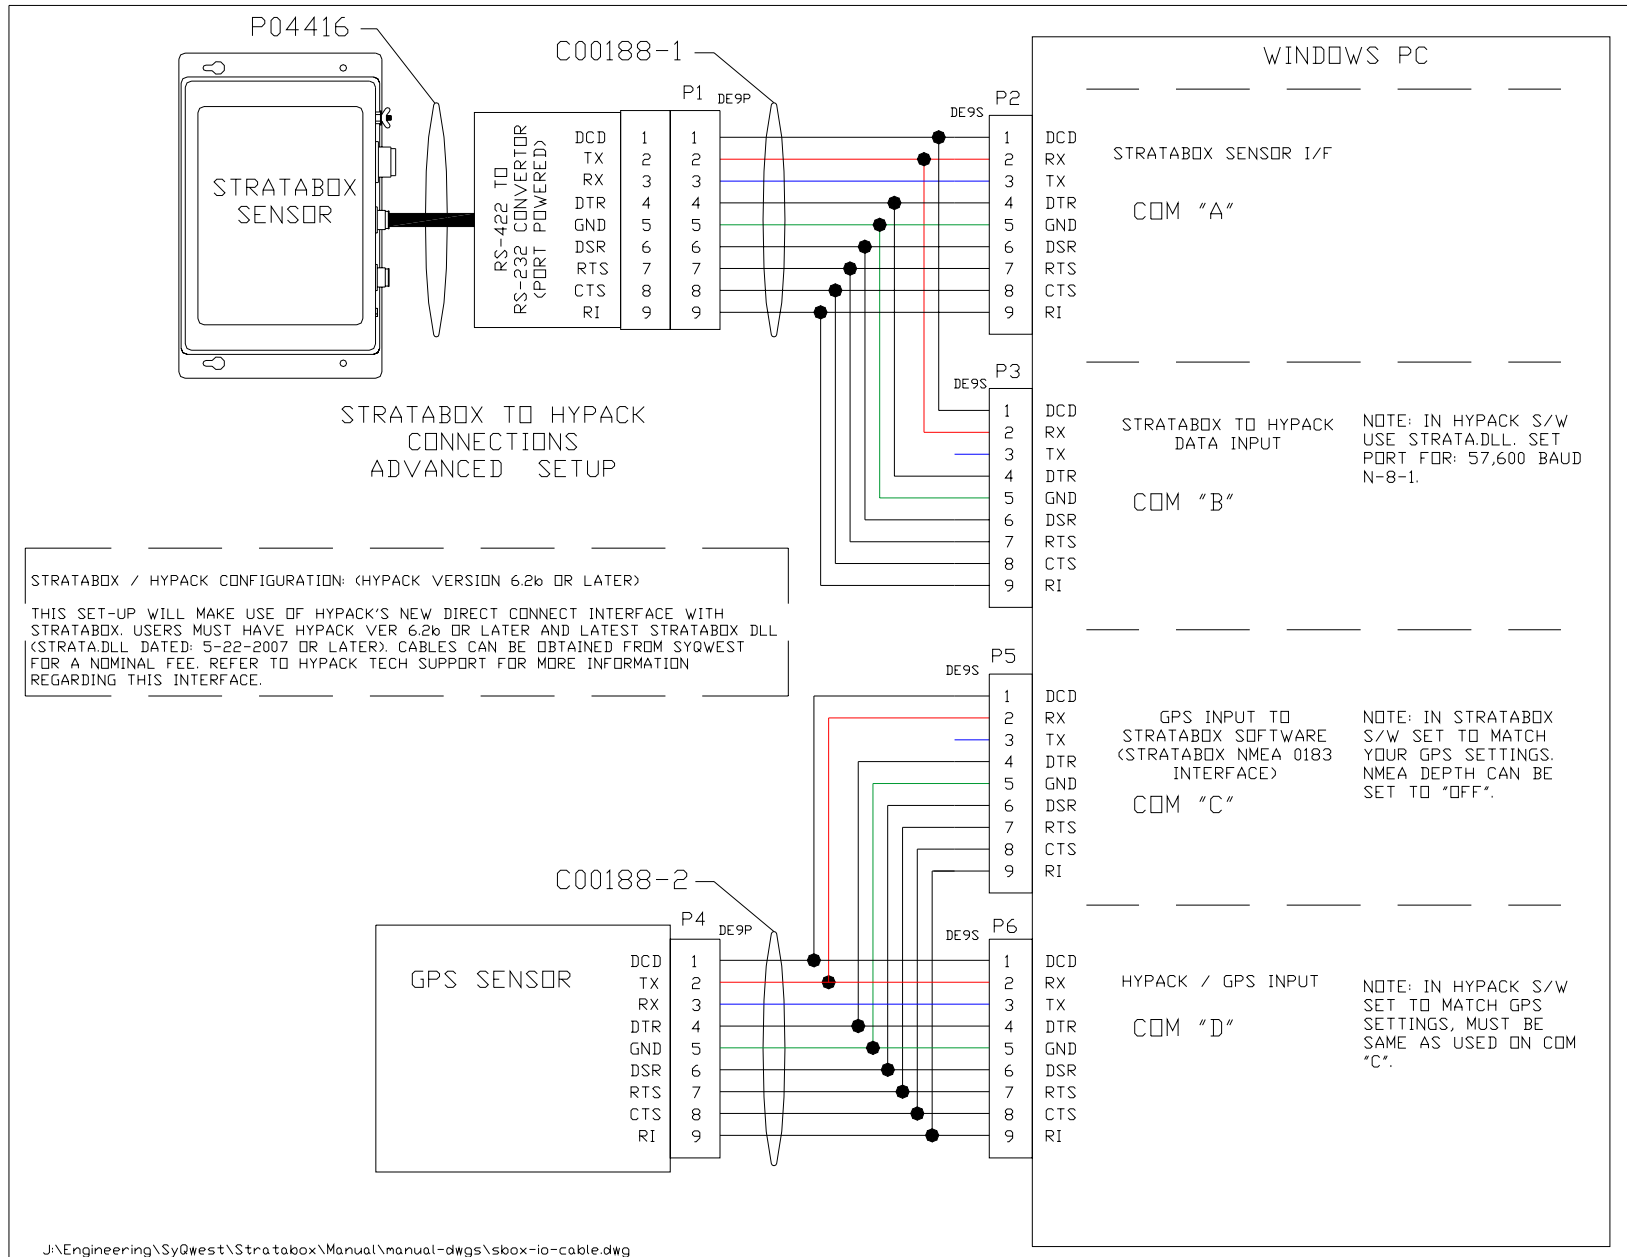 P04416
C00188-1
WINDOWS PC
STRATABOX
SENSOR
RS-422 TO
RS-232 CONVERTOR
(PORT POWERED)
P1
DE9P
DCD 1 1
TX 2 2
RX 3 3
DTR 4 4
GND 5 5
DSR 6 6
RTS 7 7
CTS 8 8
RI 9 9
P2
DE9S
1 DCD
2 RX
3 TX
4 DTR
5 GND
6 DSR
7 RTS
8 CTS
9 RI
STRATABOX SENSOR I/F
COM "A"
STRATABOX TO HYPACK
CONNECTIONS
ADVANCED SETUP
P3
DE9S
1 DCD
2 RX
3 TX
4 DTR
5 GND
6 DSR
7 RTS
8 CTS
9 RI
STRATABOX TO HYPACK
DATA INPUT
COM "B"
NOTE: IN HYPACK S/W
USE STRATA.DLL. SET
PORT FOR: 57,600 BAUD
N-8-1.
STRATABOX / HYPACK CONFIGURATION: (HYPACK VERSION 6.2b OR LATER)
THIS SET-UP WILL MAKE USE OF HYPACK'S NEW DIRECT CONNECT INTERFACE WITH
STRATABOX. USERS MUST HAVE HYPACK VER 6.2b OR LATER AND LATEST STRATABOX DLL
(STRATA.DLL DATED: 5-22-2007 OR LATER). CABLES CAN BE OBTAINED FROM SYQWEST
FOR A NOMINAL FEE. REFER TO HYPACK TECH SUPPORT FOR MORE INFORMATION
REGARDING THIS INTERFACE.
P5
DE9S
1 DCD
2 RX
3 TX
4 DTR
5 GND
6 DSR
7 RTS
8 CTS
9 RI
GPS INPUT TO
STRATABOX SOFTWARE
(STRATABOX NMEA 0183
INTERFACE)
COM "C"
NOTE: IN STRATABOX
S/W SET TO MATCH
YOUR GPS SETTINGS.
NMEA DEPTH CAN BE
SET TO "OFF".
C00188-2
GPS SENSOR
P4
DE9P
DCD 1
TX 2
RX 3
DTR 4
GND 5
DSR 6
RTS 7
CTS 8
RI 9
P6
DE9S
1 DCD
2 RX
3 TX
4 DTR
5 GND
6 DSR
7 RTS
8 CTS
9 RI
HYPACK / GPS INPUT
COM "D"
NOTE: IN HYPACK S/W
SET TO MATCH GPS
SETTINGS, MUST BE
SAME AS USED ON COM
"C".
J:\Engineering\SyQwest\Stratabox\Manual\manual-dwgs\sbox-io-cable.dwg